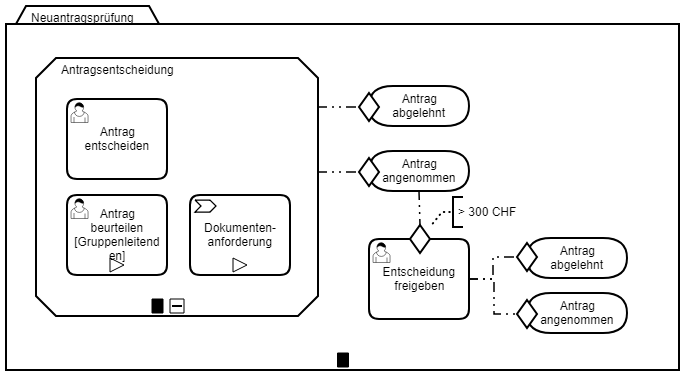 Neuantragsprüfung
Antragsentscheidung
Antrag
entscheiden
Antrag
beurteilen
[Gruppenleitend
en]
Dokumenten-
anforderung
Antrag
abgelehnt
Antrag
angenommen
> 300 CHF
Entscheidung
freigeben
Antrag
abgelehnt
Antrag
angenommen